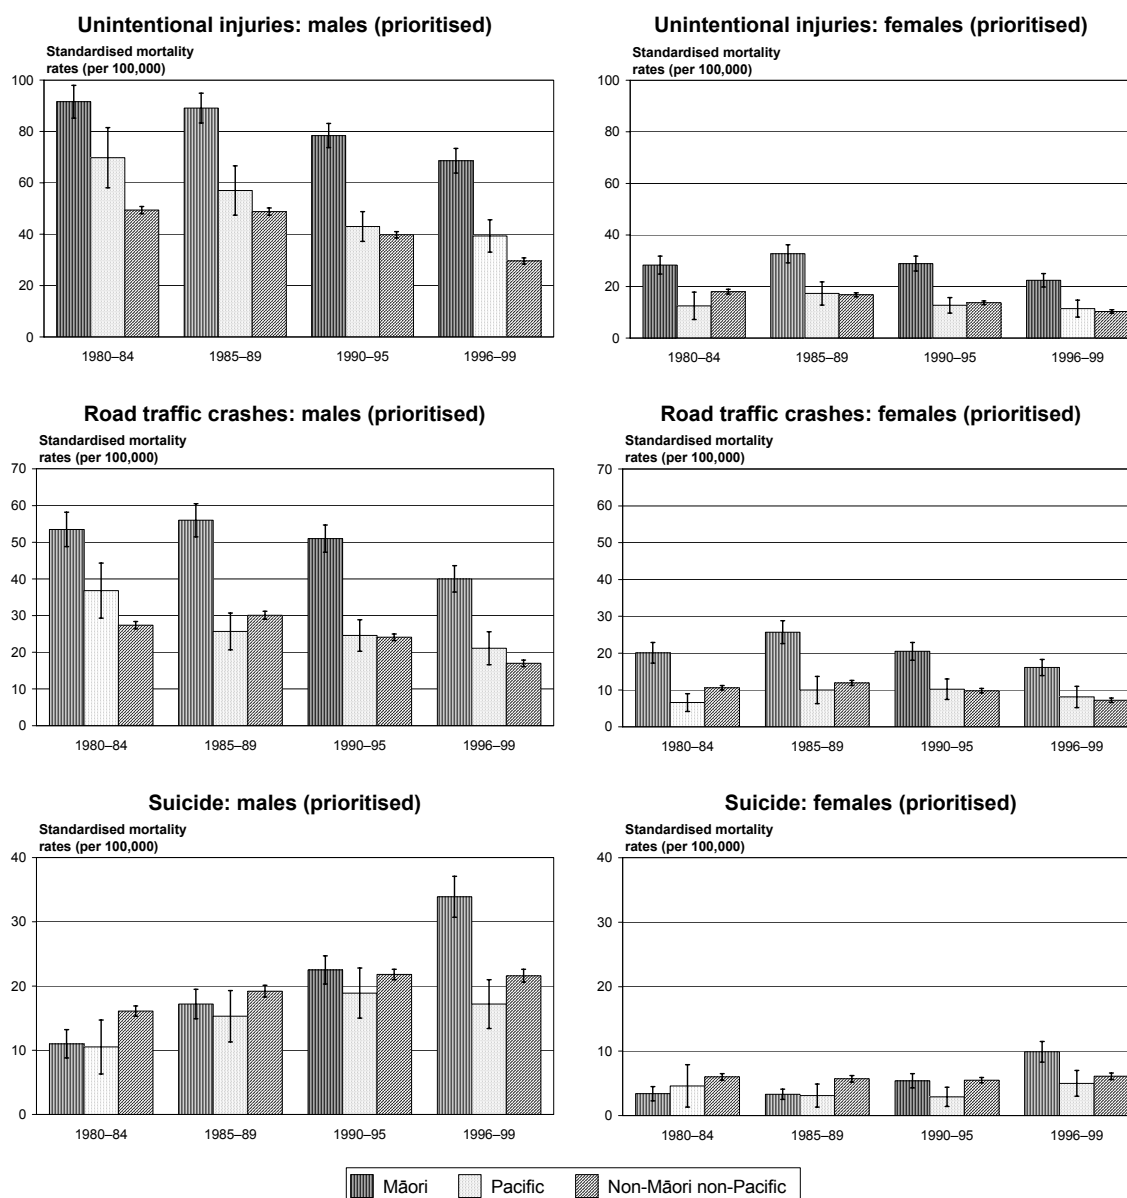 Unintentional injuries: males (prioritised)
Standardised mortality
rates (per 100,000)
100
80
60
40
20
0
1980–84 1985–89 1990–95 1996–99
Unintentional injuries: females (prioritised)
Standardised mortality
rates (per 100,000)
100
80
60
40
20
0
1980–84 1985–89 1990–95 1996–99
Road traffic crashes: males (prioritised)
Standardised mortality
rates (per 100,000)
70
60
50
40
30
20
10
0
1980–84 1985–89 1990–95 1996–99
Road traffic crashes: females (prioritised)
Standardised mortality
rates (per 100,000)
70
60
50
40
30
20
10
0
1980–84 1985–89 1990–95 1996–99
Suicide: males (prioritised)
Standardised mortality
rates (per 100,000)
40
30
20
10
0
1980–84 1985–89 1990–95 1996–99
Suicide: females (prioritised)
Standardised mortality
rates (per 100,000)
40
30
20
10
0
1980–84 1985–89 1990–95 1996–99
Māori Pacific Non-Māori non-Pacific